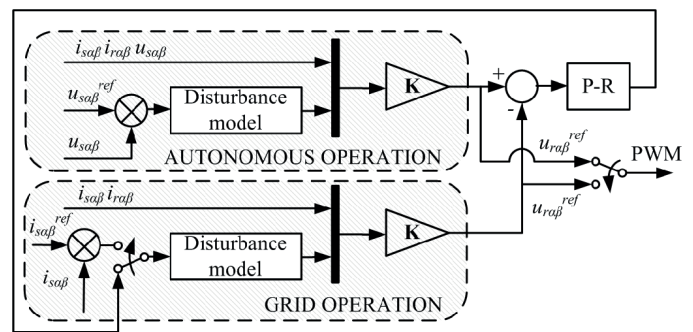 i_sαβ i_rαβ u_sαβ
u_sαβ^ref
Disturbance
model
u_sαβ
AUTONOMOUS OPERATION
K
+
-
P-R
u_rαβ^ref
PWM
u_rαβ^ref
i_sαβ i_rαβ
i_sαβ^ref
Disturbance
model
i_sαβ
K
GRID OPERATION